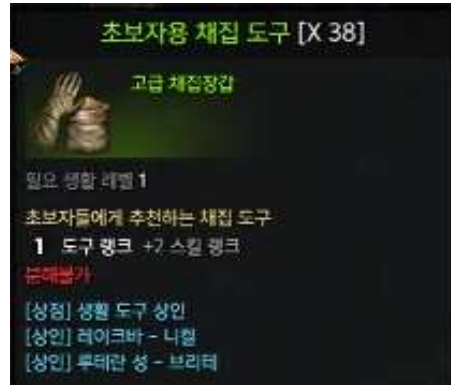 초보자용 채집 도구 [X 38]
고급 채집장갑
필요 생활 레벨 1
초보자들에게 추천하는 채집 도구
1 도구 랭크 +7 스킬 랭크
분해불가
[상점] 생활 도구 상인
[상인] 레이크바 - 니킬
[상인] 루테란 성 - 브리테